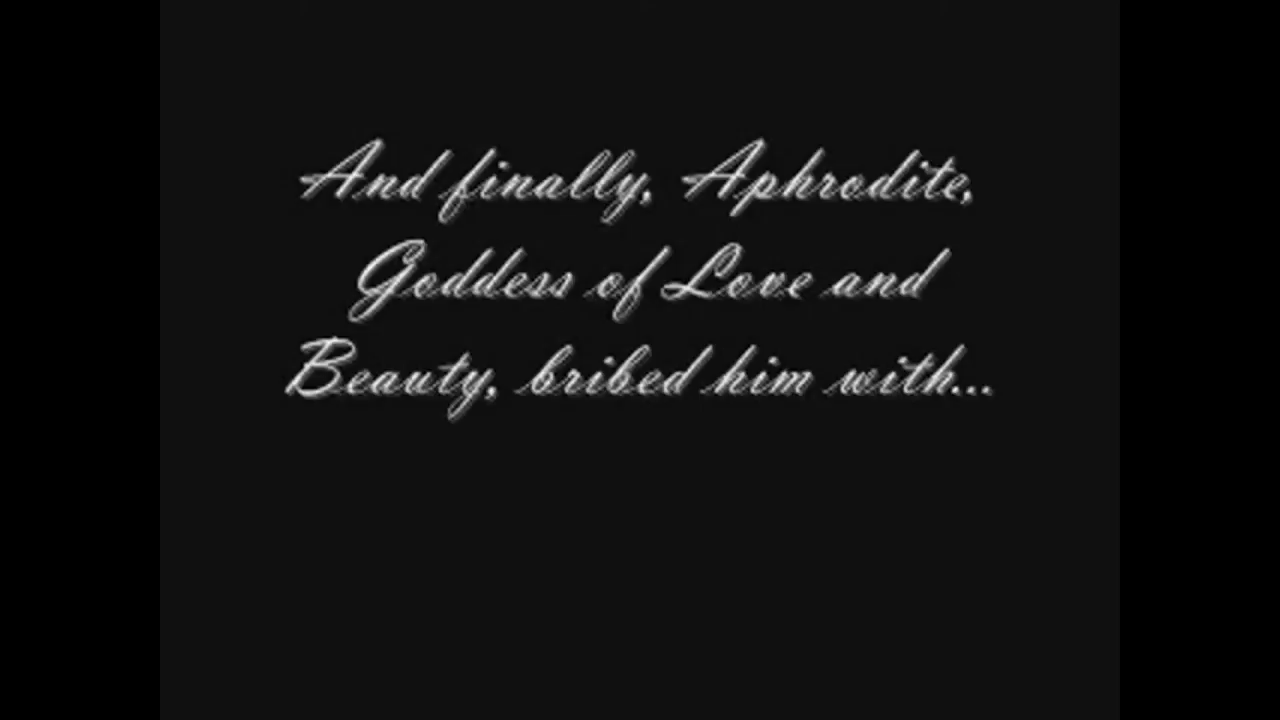 And finally, Aphrodite,
Goddess of Love and
Beauty, bribed him with...